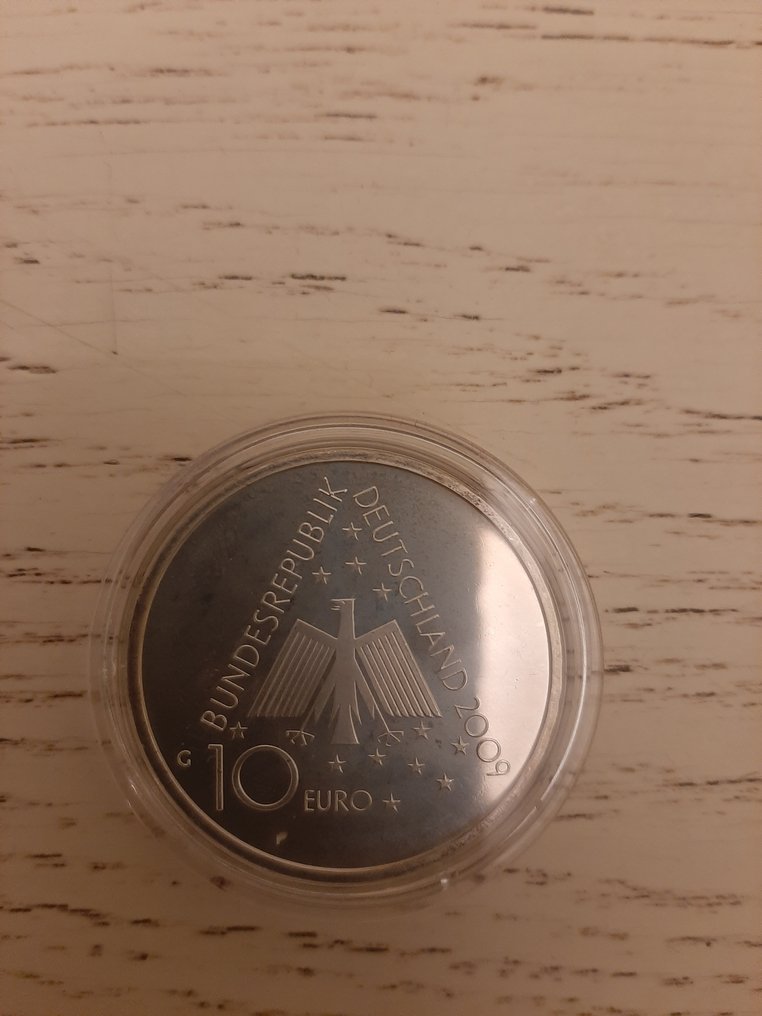 BUNDESREPUBLIK
DEUTSCHLAND 2009
G
10 EURO